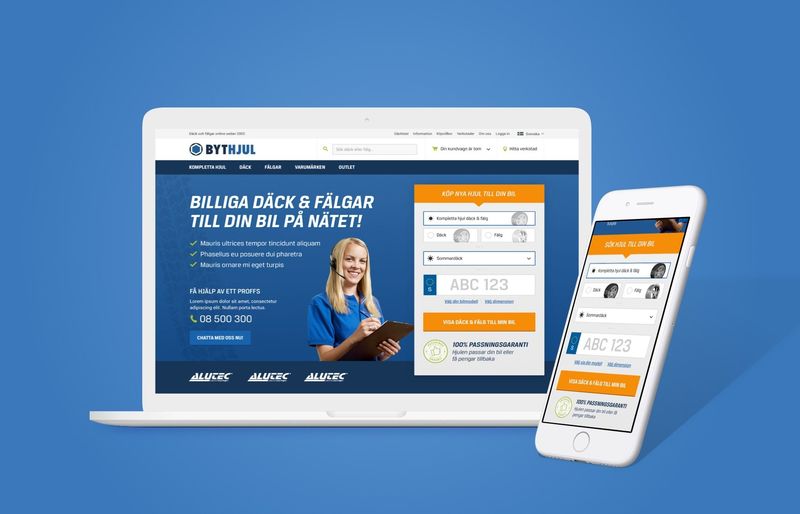 Däck och fälgar online sedan 2003
Däcktester Information Köpvillkor Verkstäder Om oss Logga in Svenska
BYTHJUL
Sök däck eller fälg...
Din kundvagn är tom
Hitta verkstad
KOMPLETTA HJUL DÄCK FÄLGAR VARUMÄRKEN OUTLET
BILLIGA DÄCK & FÄLGAR
TILL DIN BIL PÅ NÄTET!
Mauris ultrices tempor tincidunt aliquam
Phasellus eu posuere dui pharetra
Mauris ornare mi eget turpis
FÅ HJÄLP AV ETT PROFFS
Lorem ipsum dolor sit amet, consectetur
adipiscing elit. Nullam porta lectus.
08 500 300
CHATTA MED OSS NU!
ALUTEC ALUTEC ALUTEC
KÖP NYA HJUL TILL DIN BIL
Kompletta hjul däck & fälg
Däck Fälg
Sommardäck
S ABC 123
Välj din bilmodell Välj dimension
VISA DÄCK & FÄLG TILL MIN BIL
100% PASSNINGSGARANTI
Hjulen passar din bil eller
få pengar tillbaka
SÖK HJUL TILL DIN BIL
Kompletta hjul däck & fälg
Däck Fälg
Sommardäck
S ABC 123
Välj via din modell Välj dimension
VISA DÄCK & FÄLG TILL MIN BIL
100% PASSNINGSGARANTI
Hjulen passar din bil eller få pengar
tillbaka